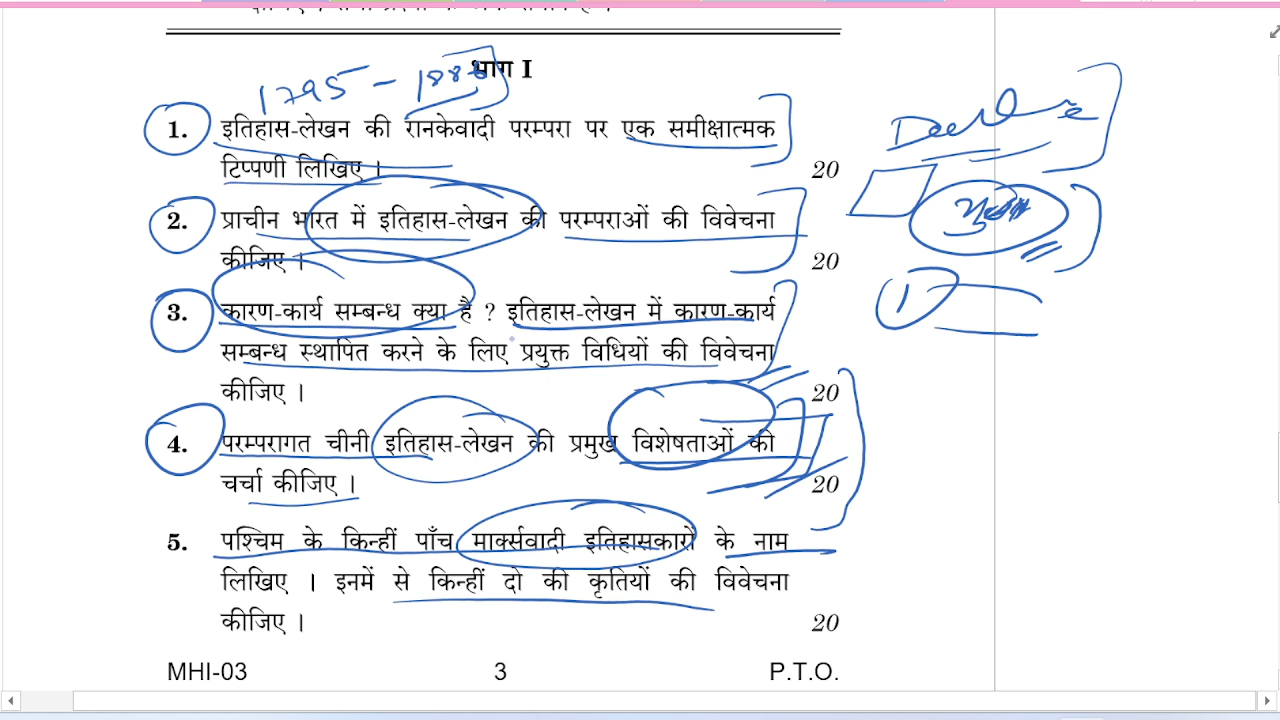 भाग I
1795 - 1886
1. इतिहास-लेखन की रानकेवादी परम्परा पर एक समीक्षात्मक
टिप्पणी लिखिए । 20
2. प्राचीन भारत में इतिहास-लेखन की परम्पराओं की विवेचना
कीजिए । 20
3. कारण-कार्य सम्बन्ध क्या है ? इतिहास-लेखन में कारण-कार्य
सम्बन्ध स्थापित करने के लिए प्रयुक्त विधियों की विवेचना
कीजिए । 20
4. परम्परागत चीनी इतिहास-लेखन की प्रमुख विशेषताओं की
चर्चा कीजिए । 20
5. पश्चिम के किन्हीं पाँच मार्क्सवादी इतिहासकारों के नाम
लिखिए । इनमें से किन्हीं दो की कृतियों की विवेचना
कीजिए । 20
MHI-03 3 P.T.O.
1